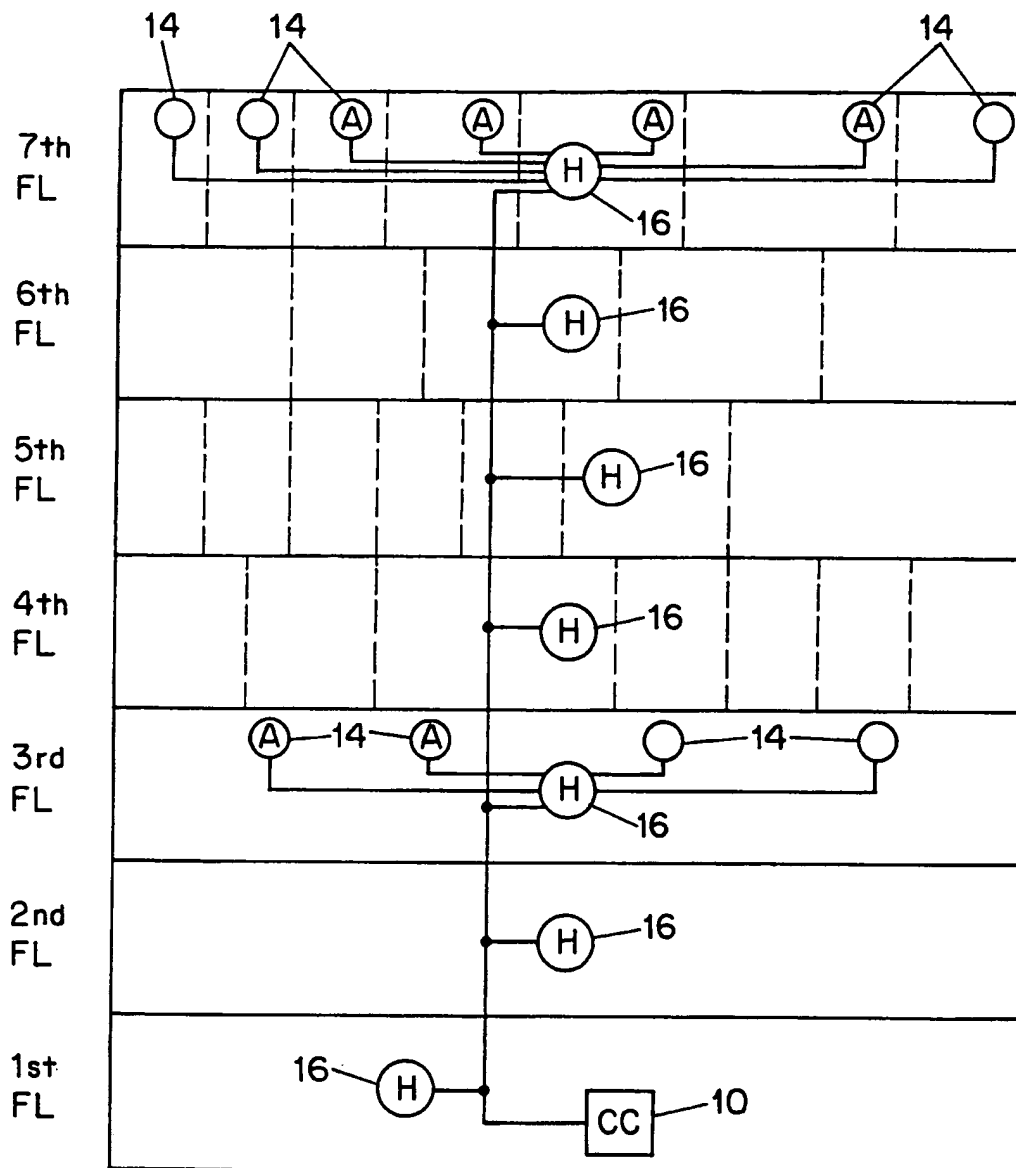 14 14 14
7th FL
A A A A
H
16
6th FL
H 16
5th FL
H 16
4th FL
H 16
3rd FL
A 14 A 14
H
16
2nd FL
H 16
1st FL
16 H
CC 10